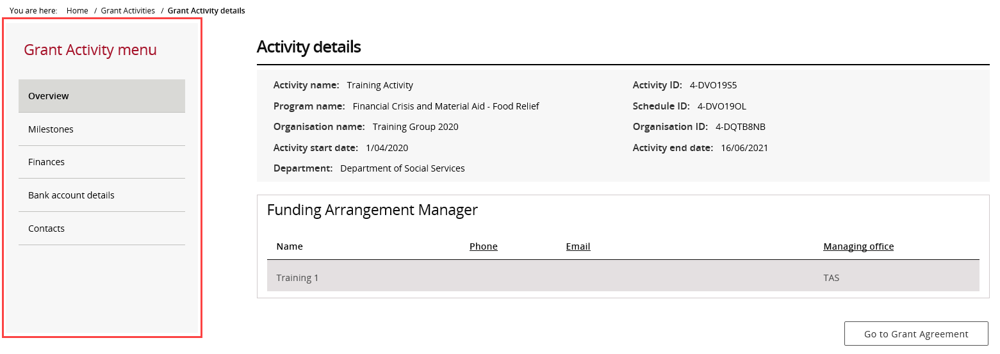 You are here: Home / Grant Activities / Grant Activity details
Grant Activity menu
Overview
Milestones
Finances
Bank account details
Contacts
Activity details
Activity name: Training Activity Activity ID: 4-DVO19S5
Program name: Financial Crisis and Material Aid - Food Relief Schedule ID: 4-DVO19OL
Organisation name: Training Group 2020 Organisation ID: 4-DQTB8NB
Activity start date: 1/04/2020 Activity end date: 16/06/2021
Department: Department of Social Services
Funding Arrangement Manager
Name Phone Email Managing office
Training 1 TAS
Go to Grant Agreement